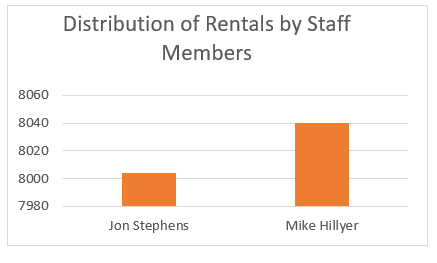 Distribution of Rentals by Staff
Members
8060
8040
8020
8000
7980
Jon Stephens
Mike Hillyer